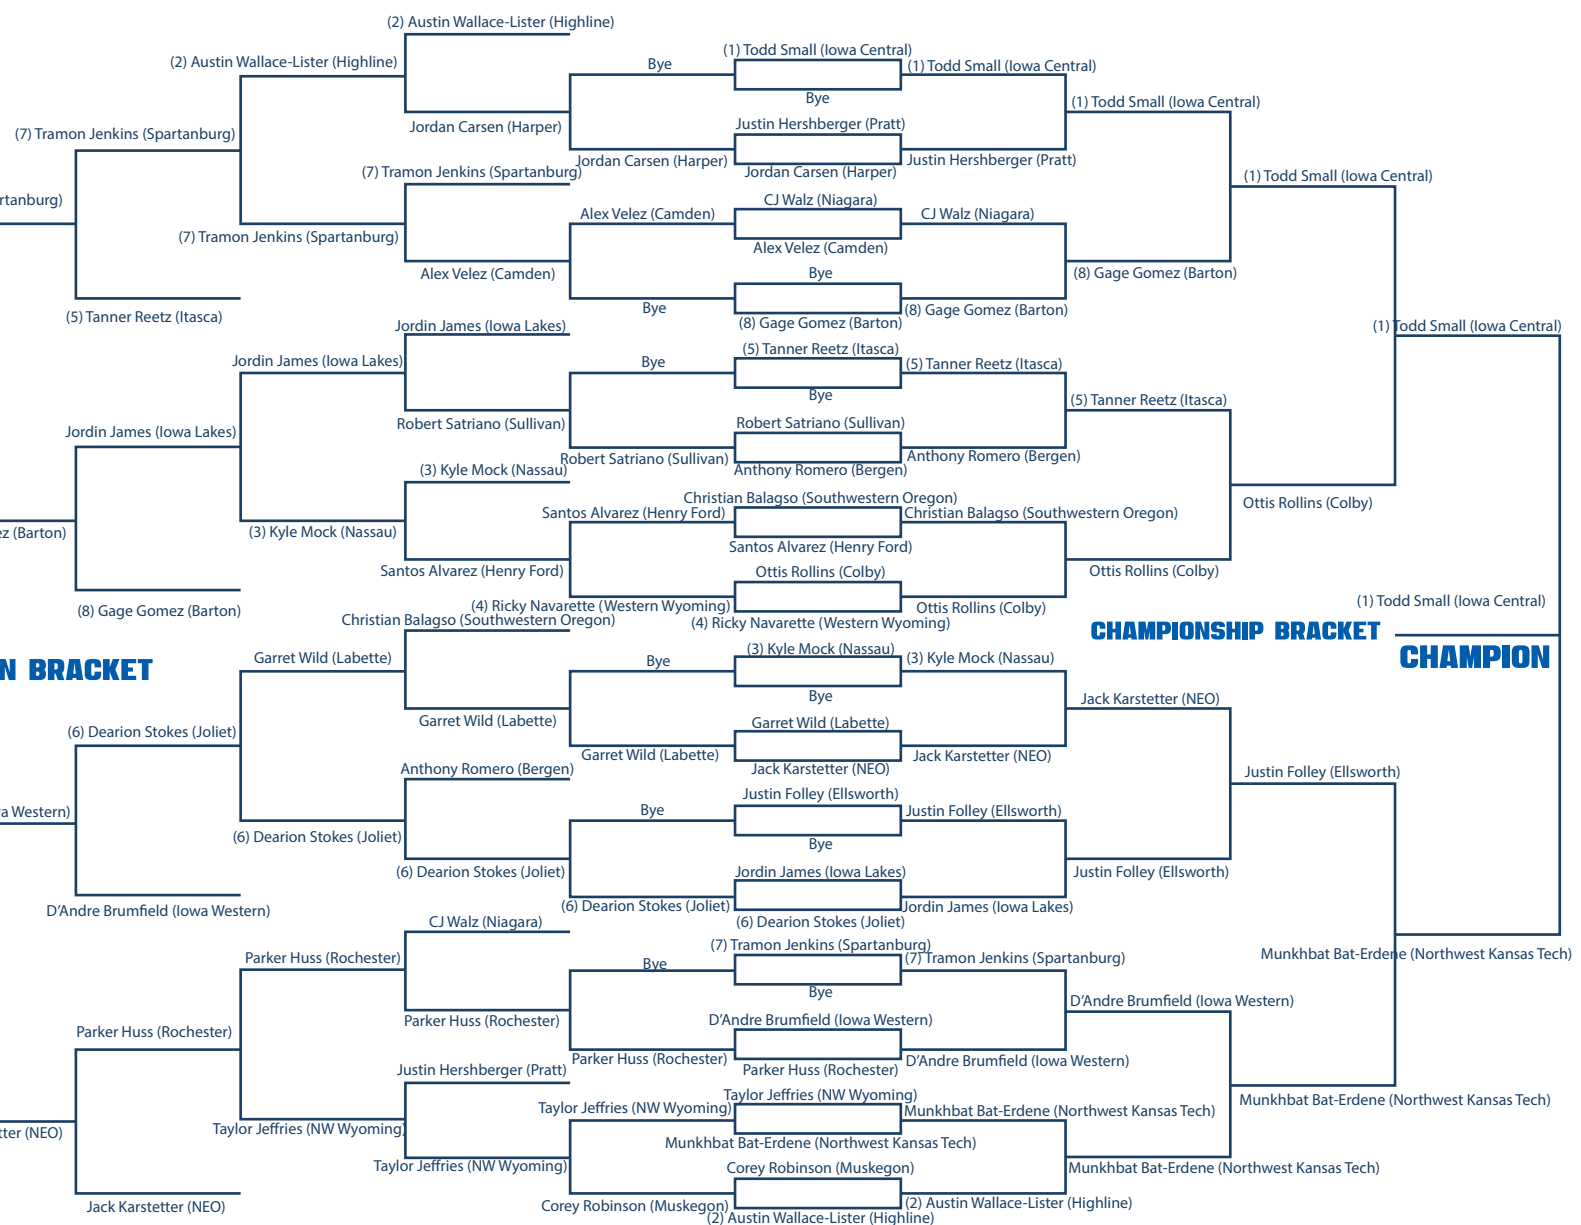 (2) Austin Wallace-Lister (Highline)
(1) Todd Small (Iowa Central)
(2) Austin Wallace-Lister (Highline)
Bye
(1) Todd Small (Iowa Central)
Bye
(1) Todd Small (Iowa Central)
Jordan Carsen (Harper)
Justin Hershberger (Pratt)
(7) Tramon Jenkins (Spartanburg)
Jordan Carsen (Harper)
Justin Hershberger (Pratt)
(7) Tramon Jenkins (Spartanburg)
Jordan Carsen (Harper)
(1) Todd Small (Iowa Central)
rtanburg)
CJ Walz (Niagara)
Alex Velez (Camden)
CJ Walz (Niagara)
(7) Tramon Jenkins (Spartanburg)
Alex Velez (Camden)
Alex Velez (Camden)
Bye
(8) Gage Gomez (Barton)
Bye
(8) Gage Gomez (Barton)
(5) Tanner Reetz (Itasca)
(8) Gage Gomez (Barton)
Jordin James (Iowa Lakes)
(1) Todd Small (Iowa Central)
(5) Tanner Reetz (Itasca)
Jordin James (Iowa Lakes)
Bye
(5) Tanner Reetz (Itasca)
Bye
(5) Tanner Reetz (Itasca)
Robert Satriano (Sullivan)
Robert Satriano (Sullivan)
Jordin James (Iowa Lakes)
Robert Satriano (Sullivan)
Anthony Romero (Bergen)
(3) Kyle Mock (Nassau)
Anthony Romero (Bergen)
Christian Balagso (Southwestern Oregon)
Ottis Rollins (Colby)
Santos Alvarez (Henry Ford)
Christian Balagso (Southwestern Oregon)
ez (Barton)
(3) Kyle Mock (Nassau)
Santos Alvarez (Henry Ford)
Santos Alvarez (Henry Ford)
Ottis Rollins (Colby)
Ottis Rollins (Colby)
(8) Gage Gomez (Barton)
(4) Ricky Navarette (Western Wyoming)
Ottis Rollins (Colby)
(1) Todd Small (Iowa Central)
Christian Balagso (Southwestern Oregon)
(4) Ricky Navarette (Western Wyoming)
CHAMPIONSHIP BRACKET
CHAMPION
N BRACKET
Garret Wild (Labette)
Bye
(3) Kyle Mock (Nassau)
(3) Kyle Mock (Nassau)
Bye
Jack Karstetter (NEO)
Garret Wild (Labette)
Garret Wild (Labette)
(6) Dearion Stokes (Joliet)
Garret Wild (Labette)
Jack Karstetter (NEO)
Anthony Romero (Bergen)
Jack Karstetter (NEO)
Justin Folley (Ellsworth)
Justin Folley (Ellsworth)
a Western)
Bye
Justin Folley (Ellsworth)
(6) Dearion Stokes (Joliet)
Bye
(6) Dearion Stokes (Joliet)
Jordin James (Iowa Lakes)
Justin Folley (Ellsworth)
D'Andre Brumfield (Iowa Western)
(6) Dearion Stokes (Joliet)
Jordin James (Iowa Lakes)
CJ Walz (Niagara)
(6) Dearion Stokes (Joliet)
(7) Tramon Jenkins (Spartanburg)
Munkhbat Bat-Erdene (Northwest Kansas Tech)
Parker Huss (Rochester)
Bye
(7) Tramon Jenkins (Spartanburg)
Bye
D'Andre Brumfield (Iowa Western)
Parker Huss (Rochester)
D'Andre Brumfield (Iowa Western)
Parker Huss (Rochester)
Parker Huss (Rochester)
D'Andre Brumfield (Iowa Western)
Justin Hershberger (Pratt)
Parker Huss (Rochester)
Taylor Jeffries (NW Wyoming)
Munkhbat Bat-Erdene (Northwest Kansas Tech)
Taylor Jeffries (NW Wyoming)
Munkhbat Bat-Erdene (Northwest Kansas Tech)
tter (NEO)
Taylor Jeffries (NW Wyoming)
Munkhbat Bat-Erdene (Northwest Kansas Tech)
Taylor Jeffries (NW Wyoming)
Corey Robinson (Muskegon)
Munkhbat Bat-Erdene (Northwest Kansas Tech)
Jack Karstetter (NEO)
Corey Robinson (Muskegon)
(2) Austin Wallace-Lister (Highline)
(2) Austin Wallace-Lister (Highline)